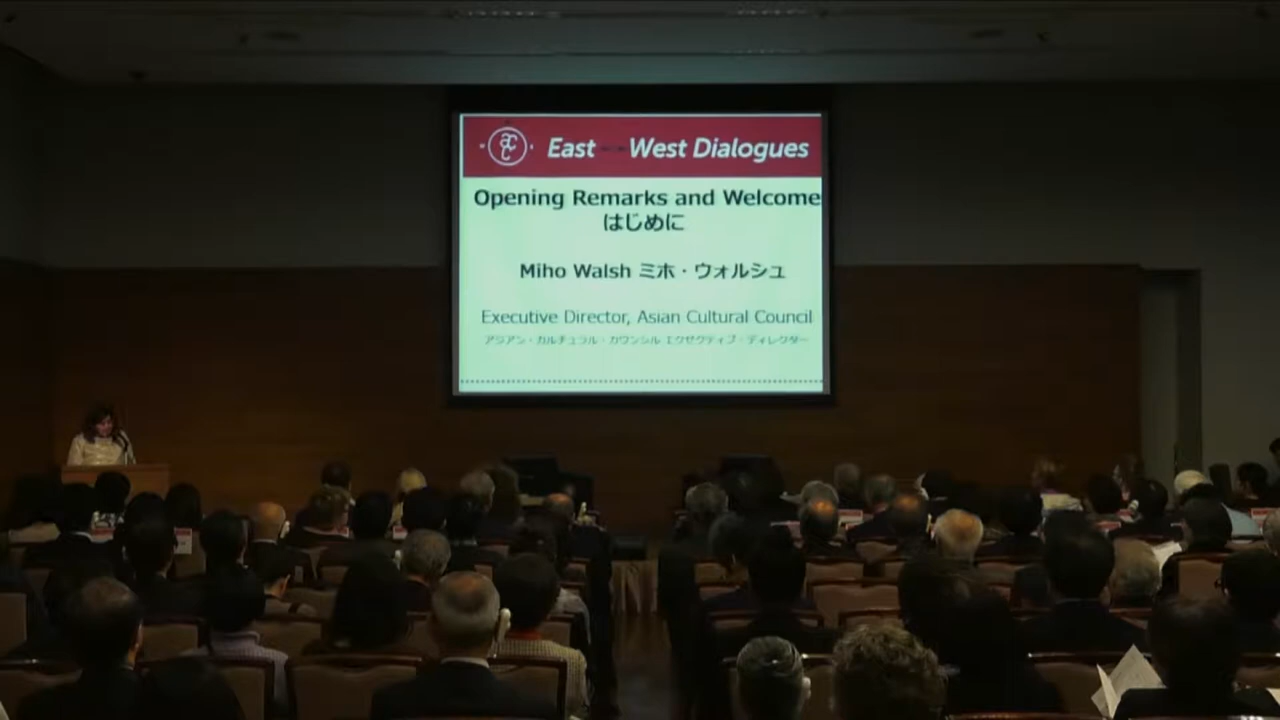 East — West Dialogues
Opening Remarks and Welcome
はじめに
Miho Walsh ミホ・ウォルシュ
Executive Director, Asian Cultural Council
アジアン・カルチュラル・カウンシル エクゼクティブ・ディレクター